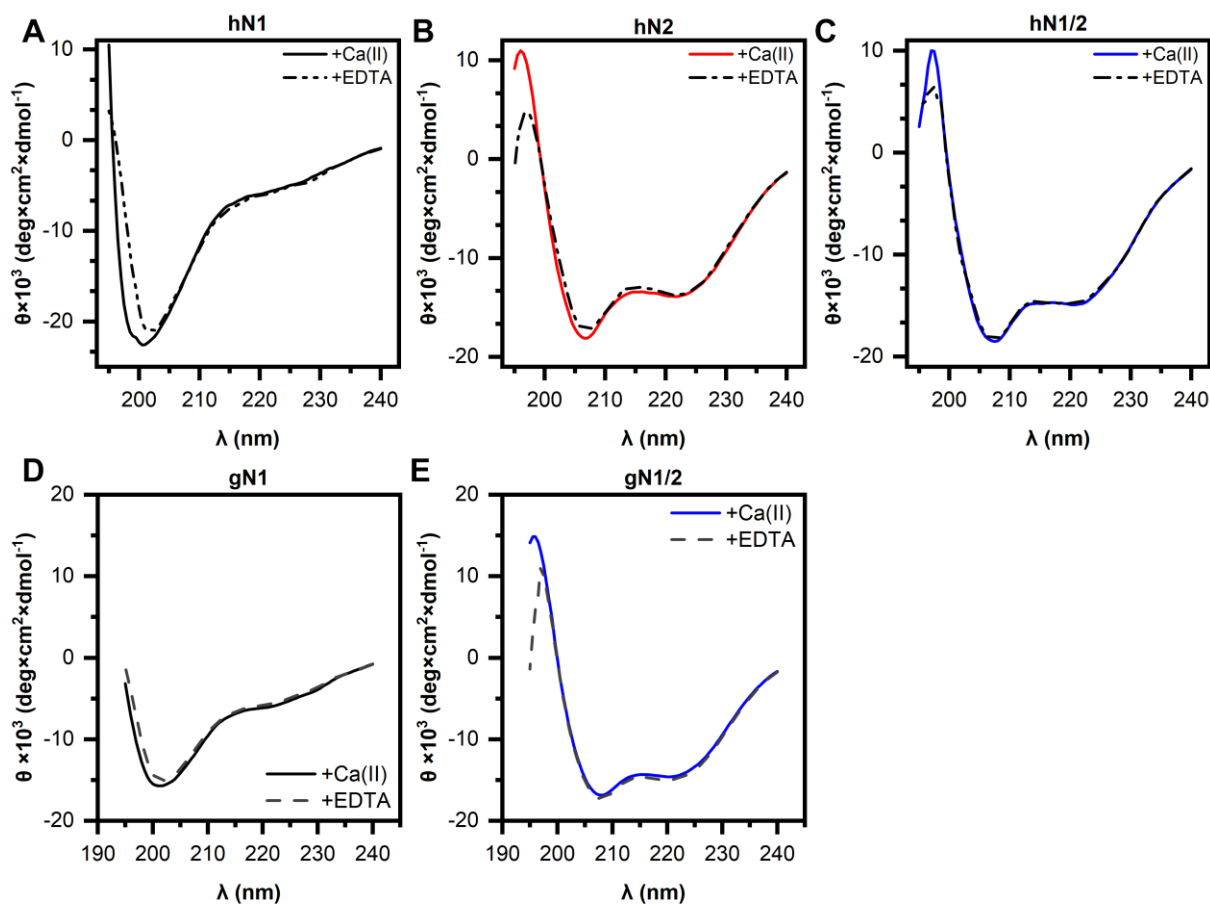 A
hN1
+Ca(II)
+EDTA
10
0
-10
-20
θ×10³ (deg×cm²×dmol⁻¹)
200 210 220 230 240
λ (nm)
B
hN2
+Ca(II)
+EDTA
10
0
-10
-20
θ×10³ (deg×cm²×dmol⁻¹)
200 210 220 230 240
λ (nm)
C
hN1/2
+Ca(II)
+EDTA
10
0
-10
-20
θ×10³ (deg×cm²×dmol⁻¹)
200 210 220 230 240
λ (nm)
D
gN1
20
10
0
-10
-20
θ ×10³ (deg×cm²×dmol⁻¹)
+Ca(II)
+EDTA
190 200 210 220 230 240
λ (nm)
E
gN1/2
+Ca(II)
+EDTA
20
10
0
-10
-20
θ ×10³ (deg×cm²×dmol⁻¹)
190 200 210 220 230 240
λ (nm)